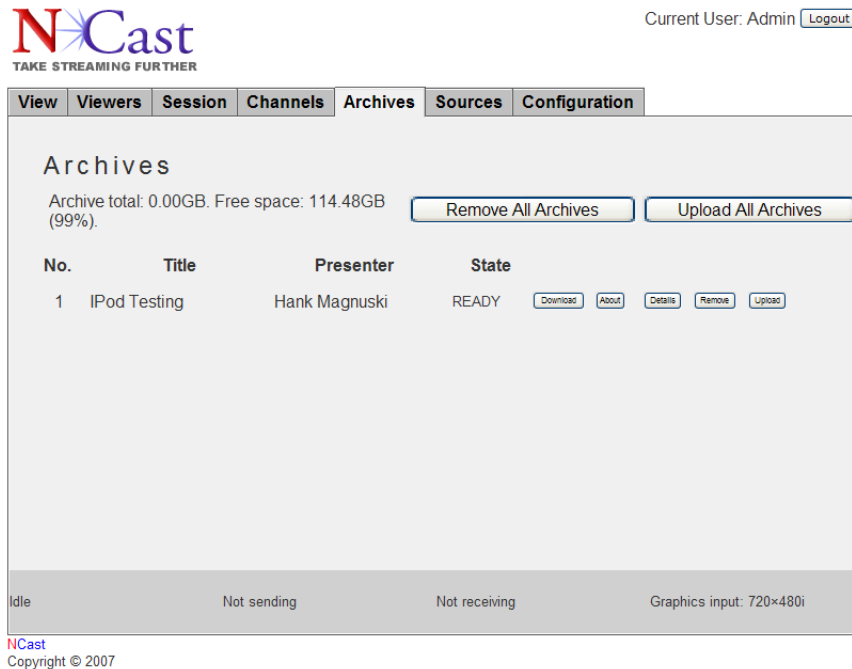 NCast
TAKE STREAMING FURTHER
Current User: Admin Logout
View Viewers Session Channels Archives Sources Configuration
Archives
Archive total: 0.00GB. Free space: 114.48GB
(99%).
Remove All Archives Upload All Archives
No. Title Presenter State
1 IPod Testing Hank Magnuski READY Download About Details Remove Upload
Idle Not sending Not receiving Graphics input: 720×480i
NCast
Copyright © 2007